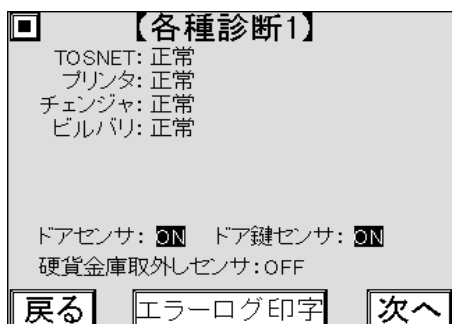 【各種診断1】
TOSNET: 正常
プリンタ: 正常
チェンジャ: 正常
ビルバリ: 正常
ドアセンサ: ON ドア鍵センサ: ON
硬貨金庫取外しセンサ:OFF
戻る エラーログ印字 次へ